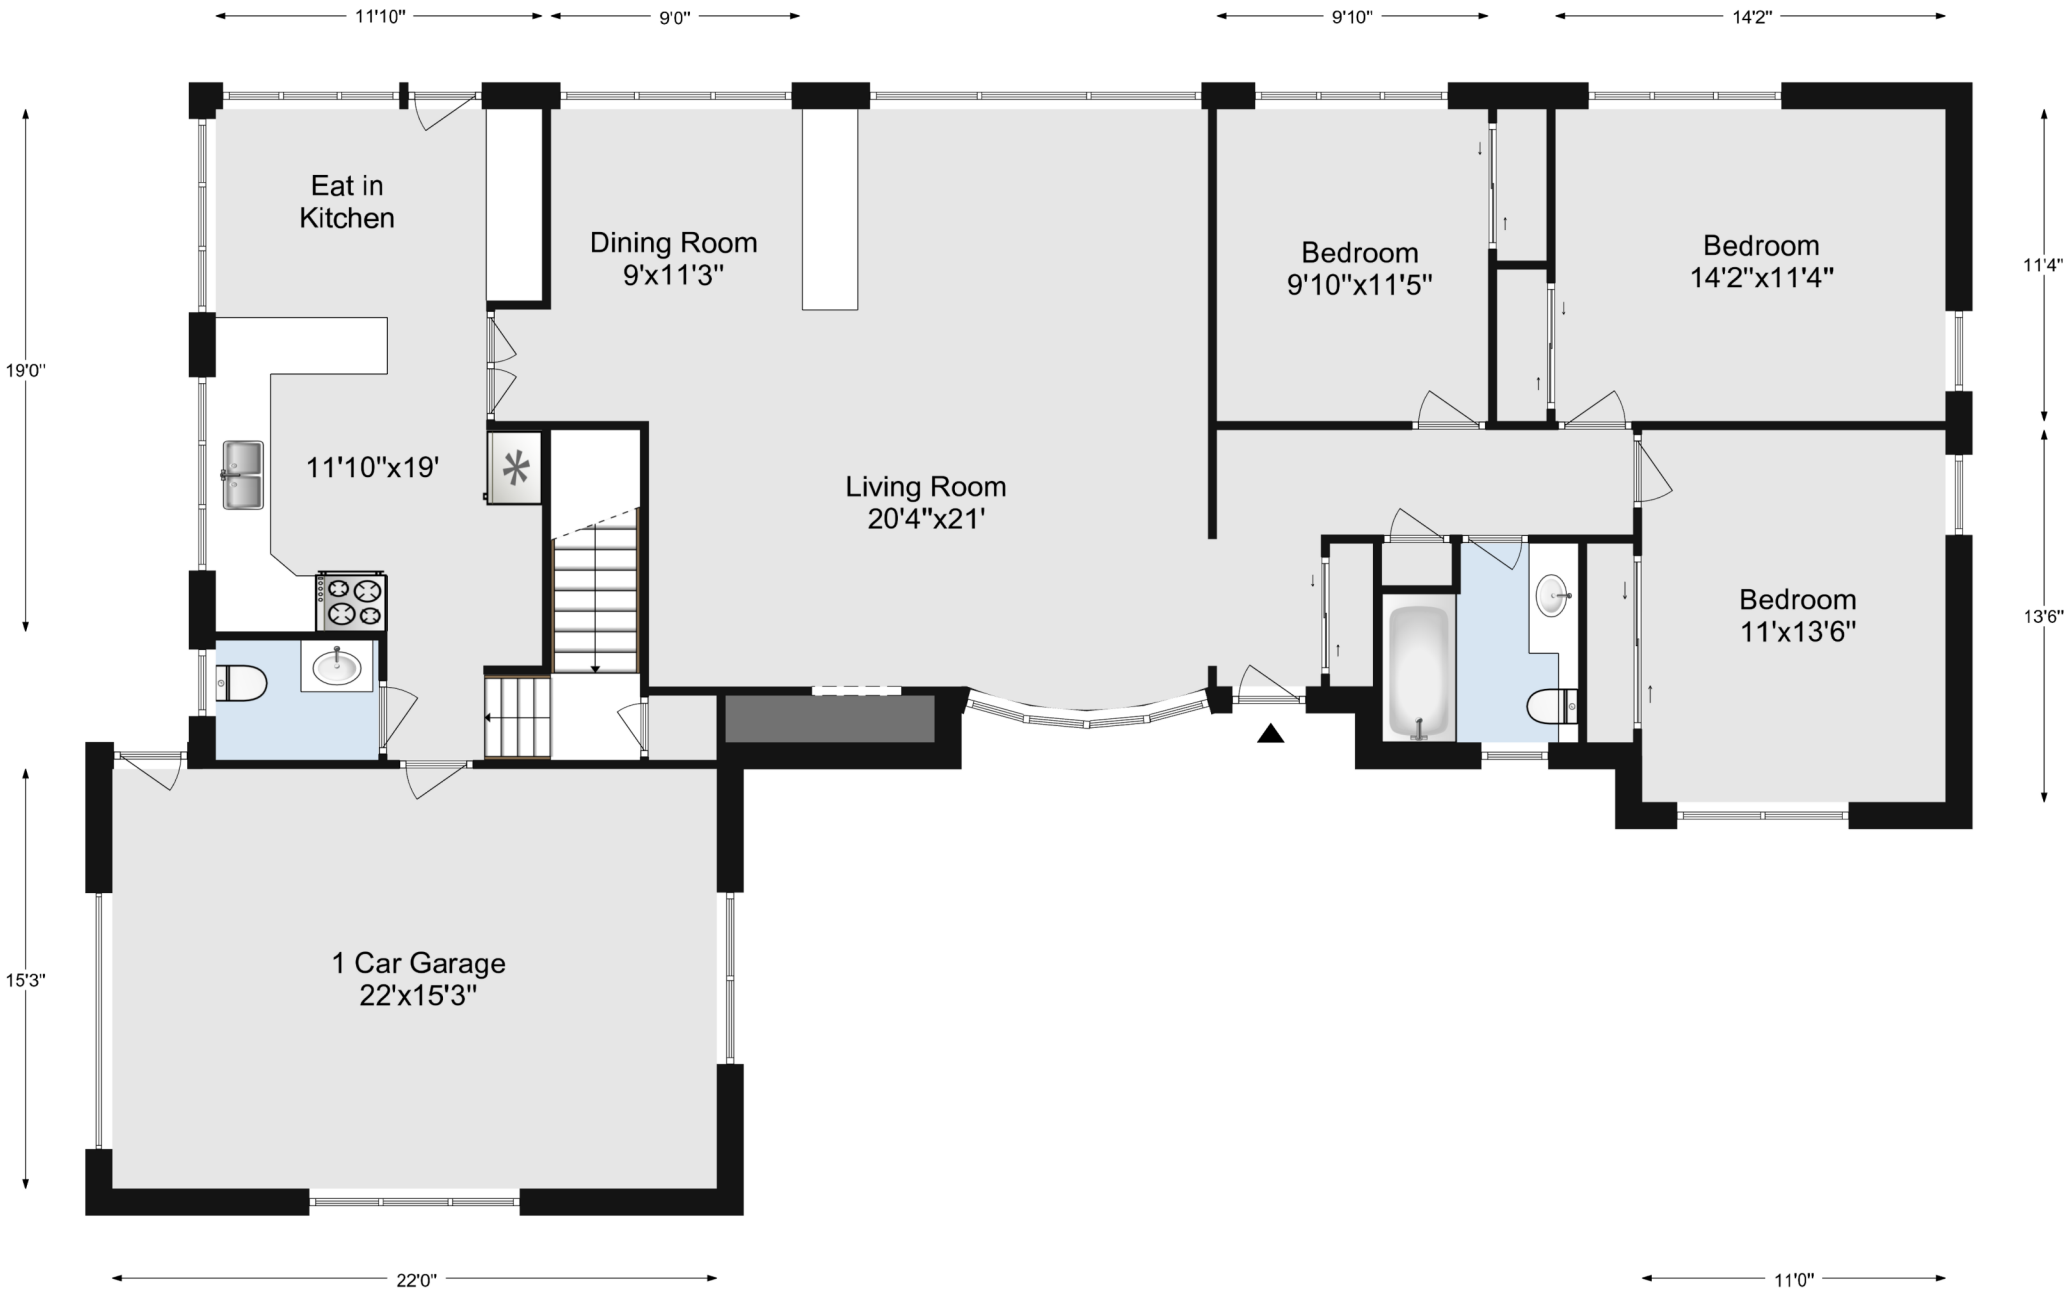 11'10"
9'0"
9'10"
14'2"
Eat in
Kitchen
Dining Room
9'x11'3"
Bedroom
9'10"x11'5"
Bedroom
14'2"x11'4"
11'4"
19'0"
11'10"x19'
Living Room
20'4"x21'
Bedroom
11'x13'6"
13'6"
1 Car Garage
22'x15'3"
15'3"
22'0"
11'0"